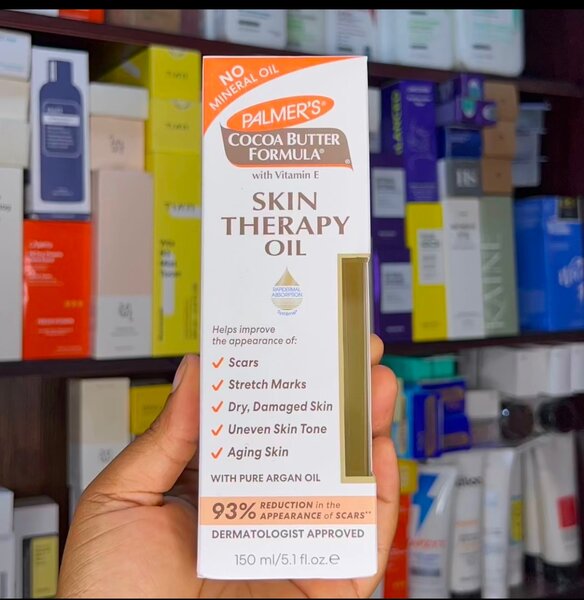 NO
MINERAL OIL
PALMER'S®
COCOA BUTTER
FORMULA®
with Vitamin E
SKIN
THERAPY
OIL
RAPIDERMAL
ABSORPTION
Helps improve
the appearance of:
✓ Scars
✓ Stretch Marks
✓ Dry, Damaged Skin
✓ Uneven Skin Tone
✓ Aging Skin
WITH PURE ARGAN OIL
93% REDUCTION in the
APPEARANCE of SCARS**
DERMATOLOGIST APPROVED
150 ml/5.1 fl.oz.e